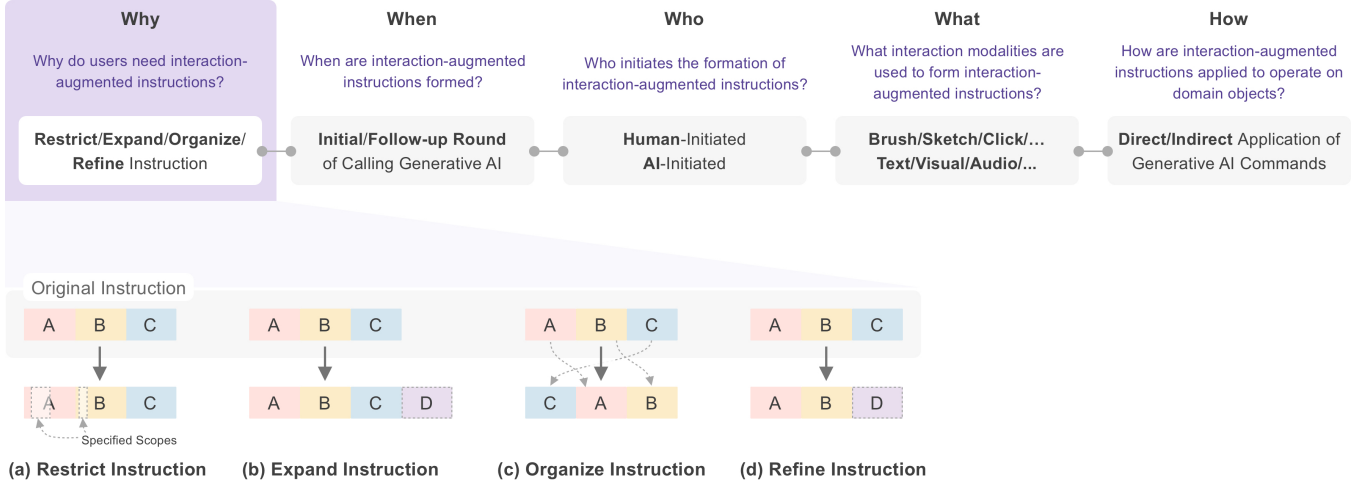 Why
When
Who
What
How
Why do users need interaction-
augmented instructions?
When are interaction-augmented
instructions formed?
Who initiates the formation of
interaction-augmented instructions?
What interaction modalities are
used to form interaction-
augmented instructions?
How are interaction-augmented
instructions applied to operate on
domain objects?
Restrict/Expand/Organize/
Refine Instruction
Initial/Follow-up Round
of Calling Generative AI
Human-Initiated
AI-Initiated
Brush/Sketch/Click/...
Text/Visual/Audio/...
Direct/Indirect Application of
Generative AI Commands
Original Instruction
A B C
A B C
A B C
A B C
A B C
A B C D
C A B
A B D
Specified Scopes
(a) Restrict Instruction
(b) Expand Instruction
(c) Organize Instruction
(d) Refine Instruction